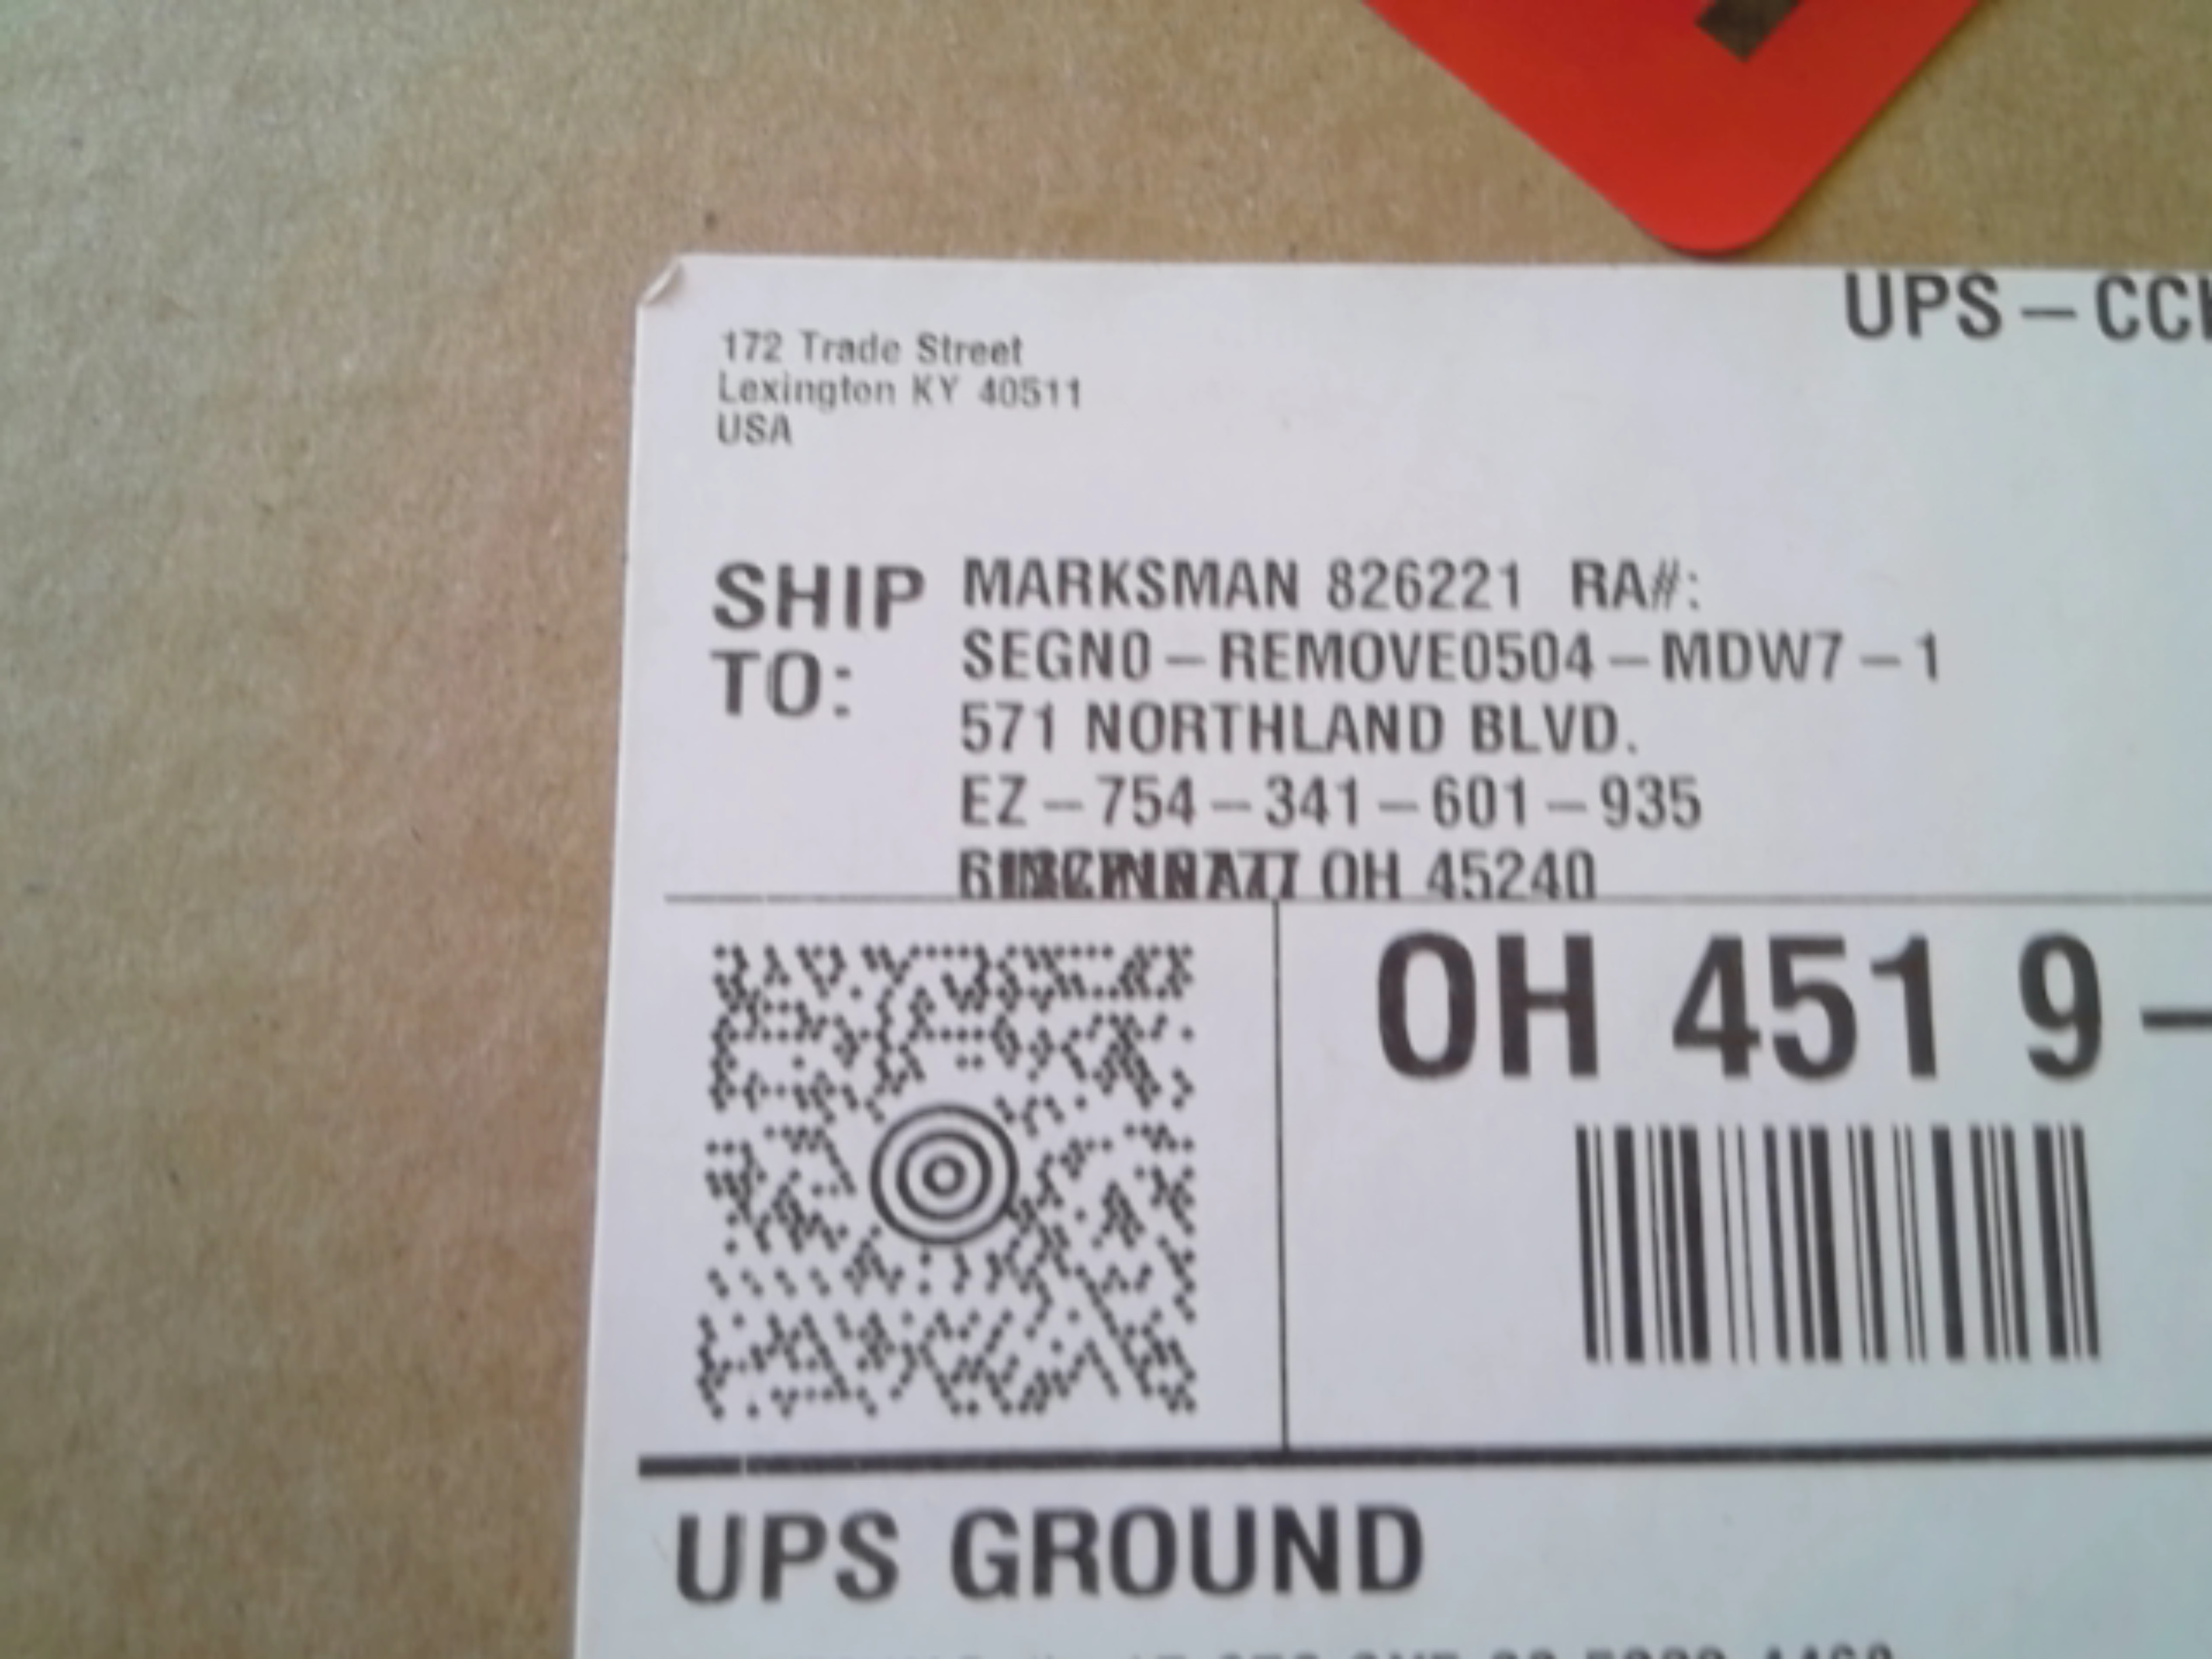 UPS – CC
172 Trade Street
Lexington KY 40511
USA
SHIP TO:
MARKSMAN 826221 RA#:
SEGN0 – REMOVE0504 – MDW7 – 1
571 NORTHLAND BLVD.
EZ – 754 – 341 – 601 – 935
OH 45240
OH 451 9 –
UPS GROUND